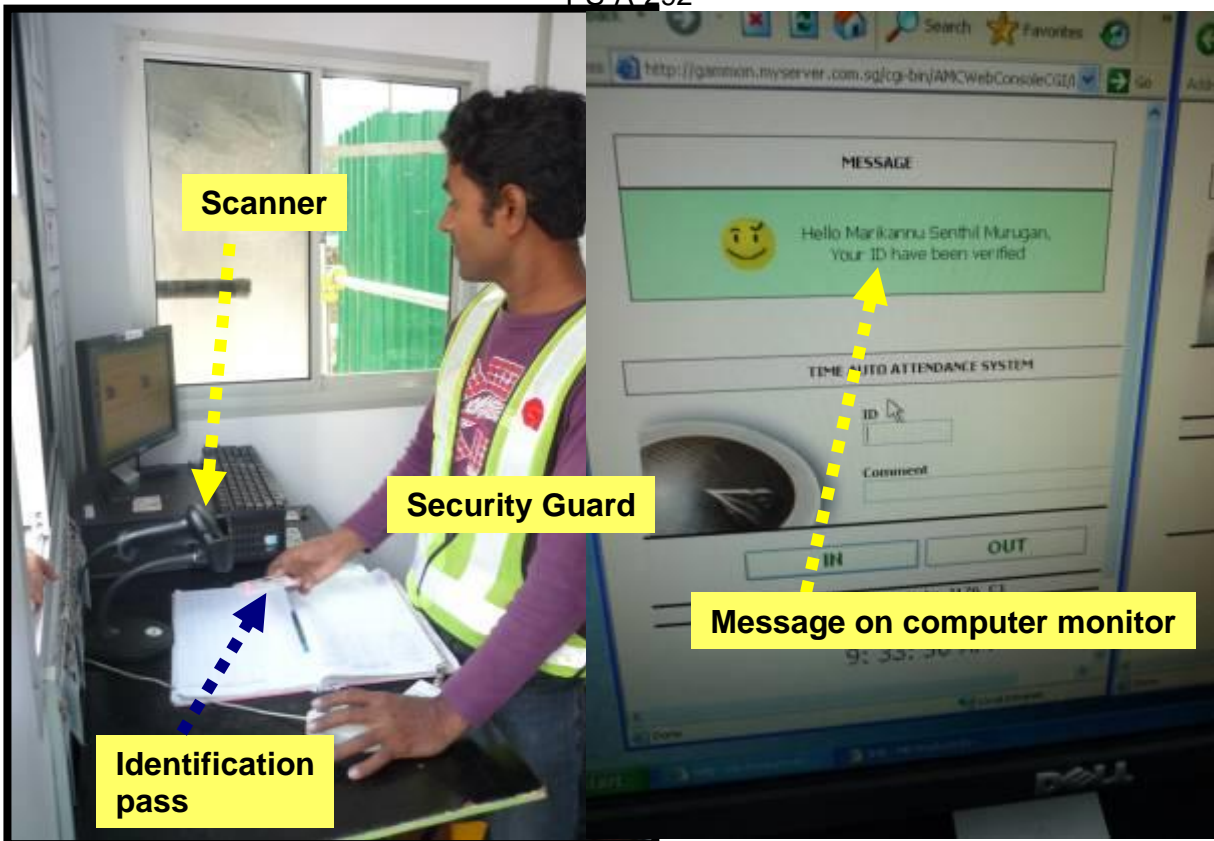 Search
Favorites
http://gammon.myserver.com.sg/cgi-bin/AMCWebConsoleCGI/
Go
MESSAGE
Hello Marikannu Senthil Murugan,
Your ID have been verified
TIME AUTO ATTENDANCE SYSTEM
ID
Comment
IN
OUT
Scanner
Security Guard
Identification
pass
Message on computer monitor
Done
DELL